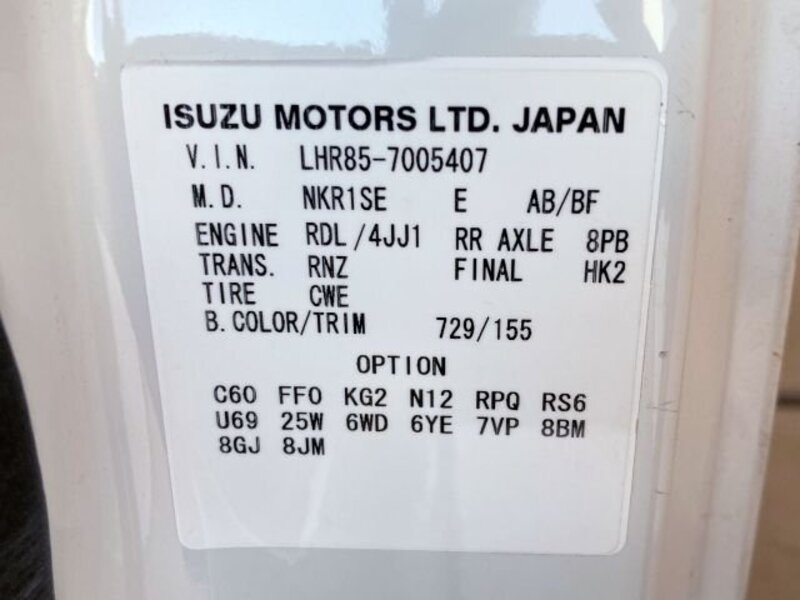 ISUZU MOTORS LTD. JAPAN
V.I.N. LHR85-7005407
M.D. NKR1SE E AB/BF
ENGINE RDL/4JJ1 RR AXLE 8PB
TRANS. RNZ FINAL HK2
TIRE CWE
B.COLOR/TRIM 729/155
OPTION
C60 FF0 KG2 N12 RPQ RS6
U69 25W 6WD 6YE 7VP 8BM
8GJ 8JM